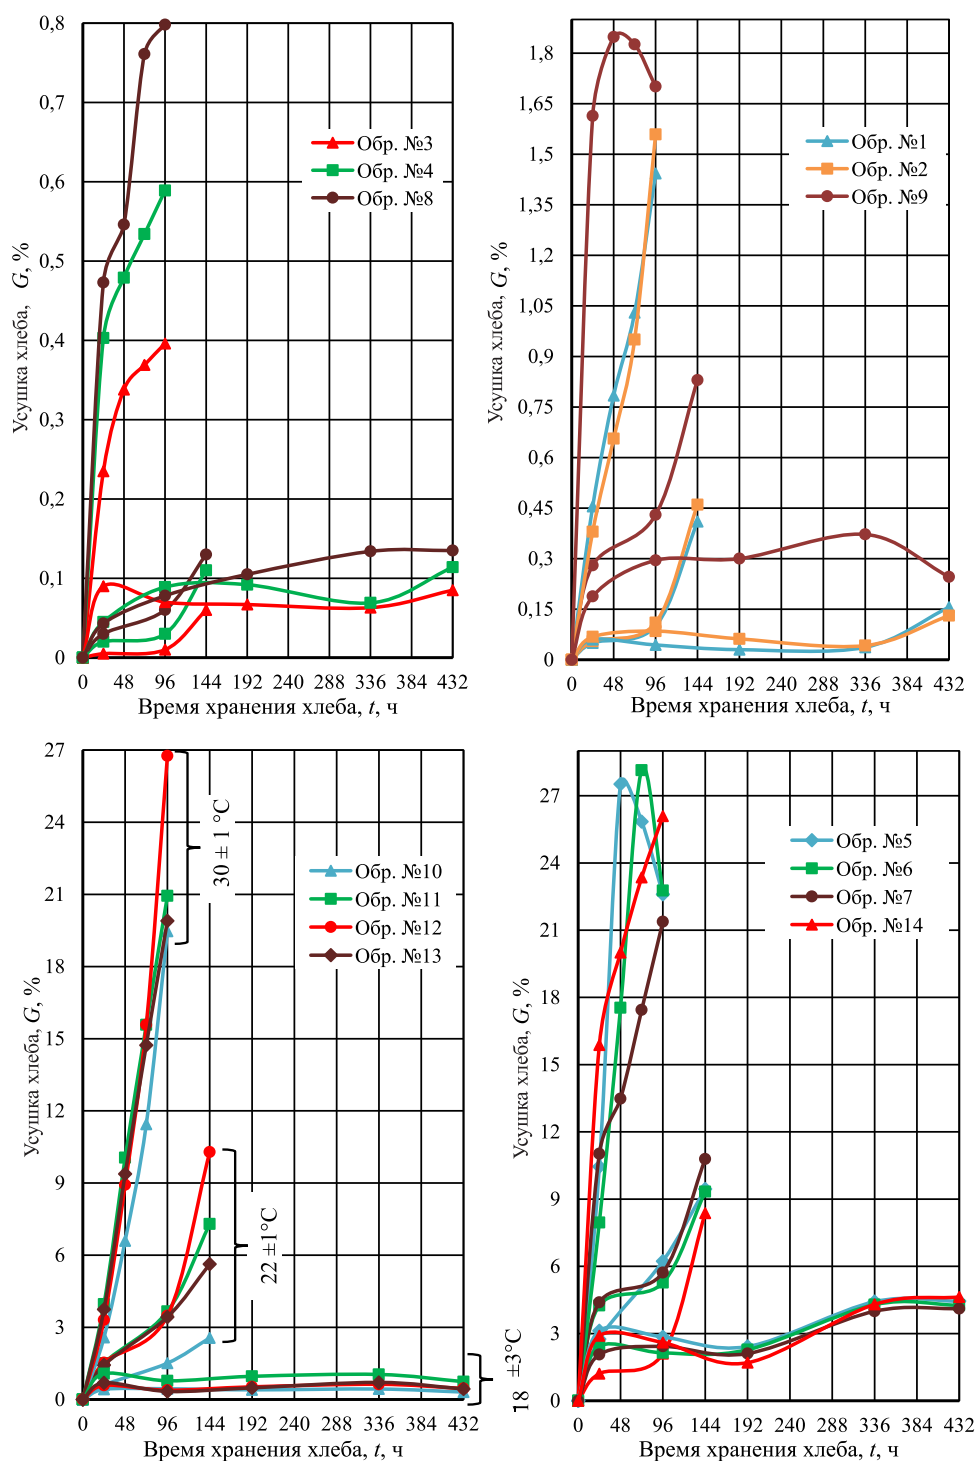 0,8
0,7
0,6
0,5
0,4
0,3
0,2
0,1
0
Усушка хлеба, G, %
Обр. №3
Обр. №4
Обр. №8
0 48 96 144 192 240 288 336 384 432
Время хранения хлеба, t, ч
1,8
1,65
1,5
1,35
1,2
1,05
0,9
0,75
0,6
0,45
0,3
0,15
0
Усушка хлеба, G, %
Обр. №1
Обр. №2
Обр. №9
0 48 96 144 192 240 288 336 384 432
Время хранения хлеба, t, ч
27
24
21
18
15
12
9
6
3
0
Усушка хлеба, G, %
30 ± 1 °C
Обр. №10
Обр. №11
Обр. №12
Обр. №13
22 ±1°C
18 ±3°C
0 48 96 144 192 240 288 336 384 432
Время хранения хлеба, t, ч
27
24
21
18
15
12
9
6
3
0
Усушка хлеба, G, %
Обр. №5
Обр. №6
Обр. №7
Обр. №14
0 48 96 144 192 240 288 336 384 432
Время хранения хлеба, t, ч